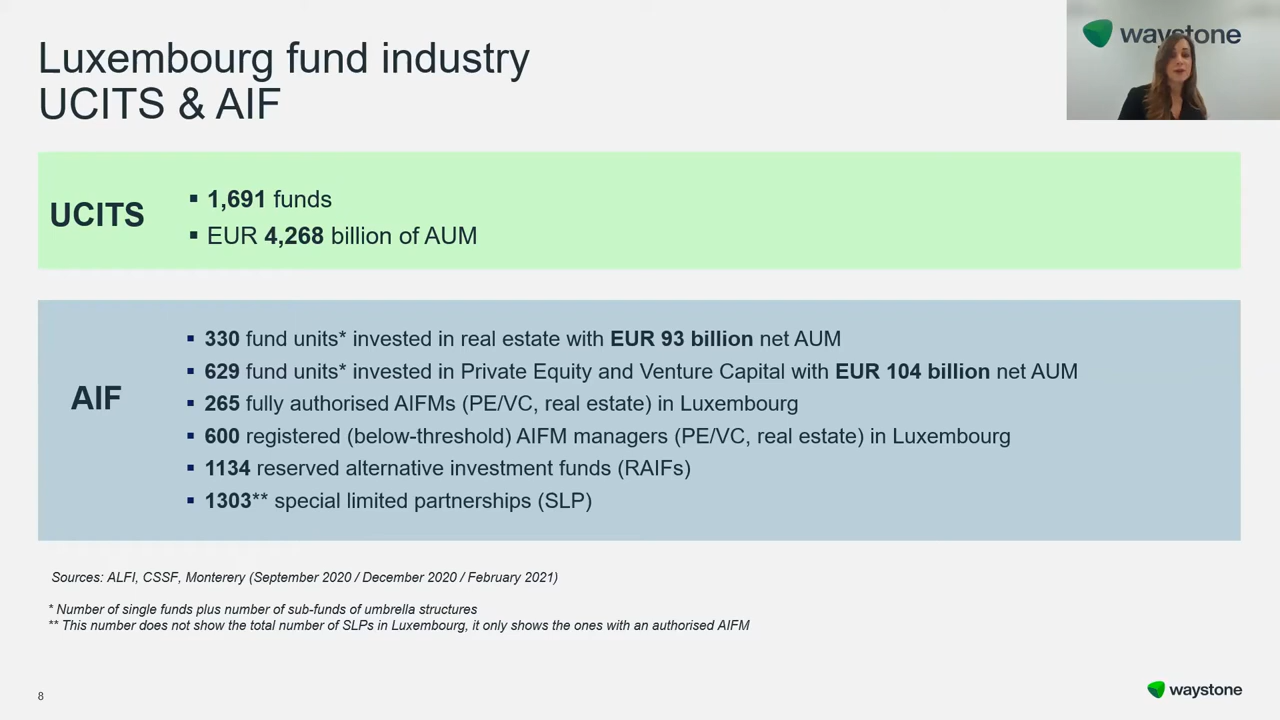 Luxembourg fund industry
UCITS & AIF
waystone
UCITS
▪ 1,691 funds
▪ EUR 4,268 billion of AUM
AIF
▪ 330 fund units* invested in real estate with EUR 93 billion net AUM
▪ 629 fund units* invested in Private Equity and Venture Capital with EUR 104 billion net AUM
▪ 265 fully authorised AIFMs (PE/VC, real estate) in Luxembourg
▪ 600 registered (below-threshold) AIFM managers (PE/VC, real estate) in Luxembourg
▪ 1134 reserved alternative investment funds (RAIFs)
▪ 1303** special limited partnerships (SLP)
Sources: ALFI, CSSF, Monterery (September 2020 / December 2020 / February 2021)
* Number of single funds plus number of sub-funds of umbrella structures
** This number does not show the total number of SLPs in Luxembourg, it only shows the ones with an authorised AIFM
8
waystone